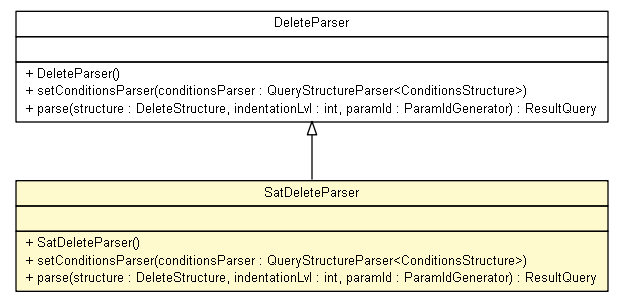 DeleteParser
+ DeleteParser()
+ setConditionsParser(conditionsParser : QueryStructureParser<ConditionsStructure>)
+ parse(structure : DeleteStructure, indentationLvl : int, paramId : ParamIdGenerator) : ResultQuery
SatDeleteParser
+ SatDeleteParser()
+ setConditionsParser(conditionsParser : QueryStructureParser<ConditionsStructure>)
+ parse(structure : DeleteStructure, indentationLvl : int, paramId : ParamIdGenerator) : ResultQuery